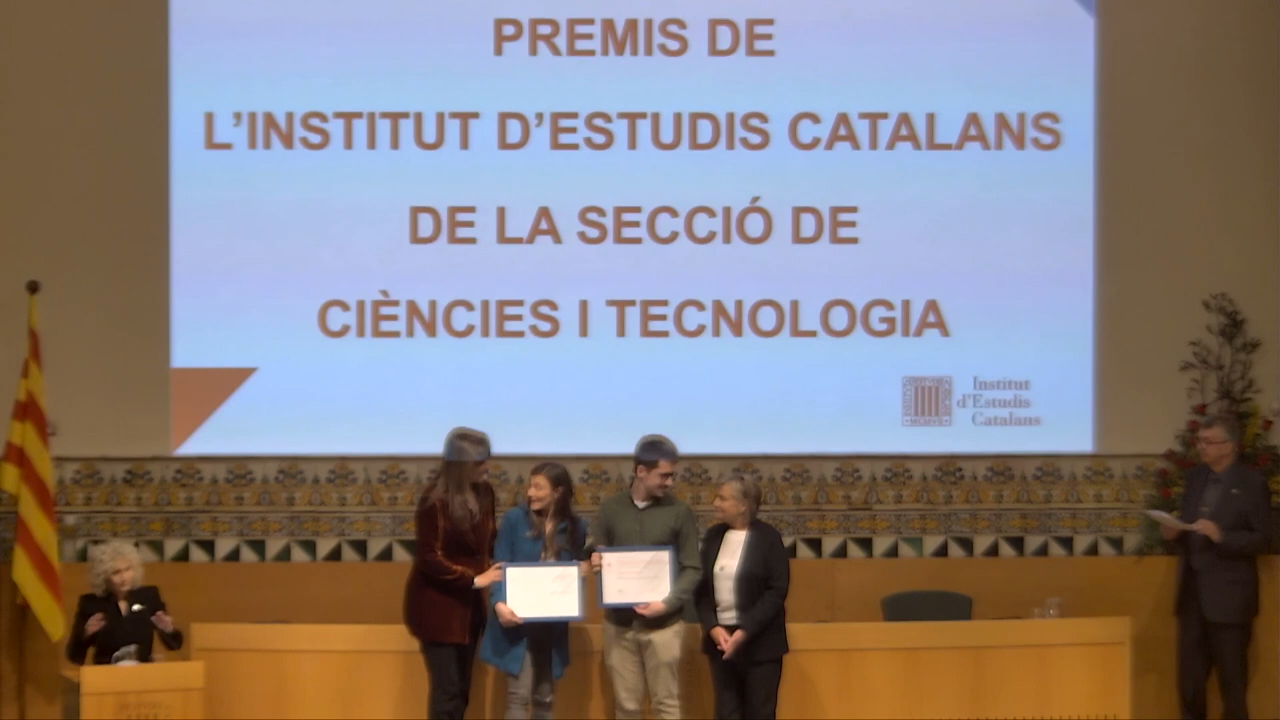 PREMIS DE
L'INSTITUT D'ESTUDIS CATALANS
DE LA SECCIÓ DE
CIÈNCIES I TECNOLOGIA
Institut
d'Estudis
Catalans